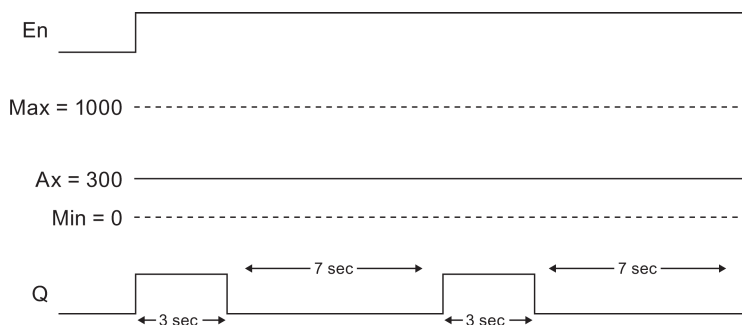 En
Max = 1000
Ax = 300
Min = 0
7 sec
7 sec
Q
3 sec
3 sec